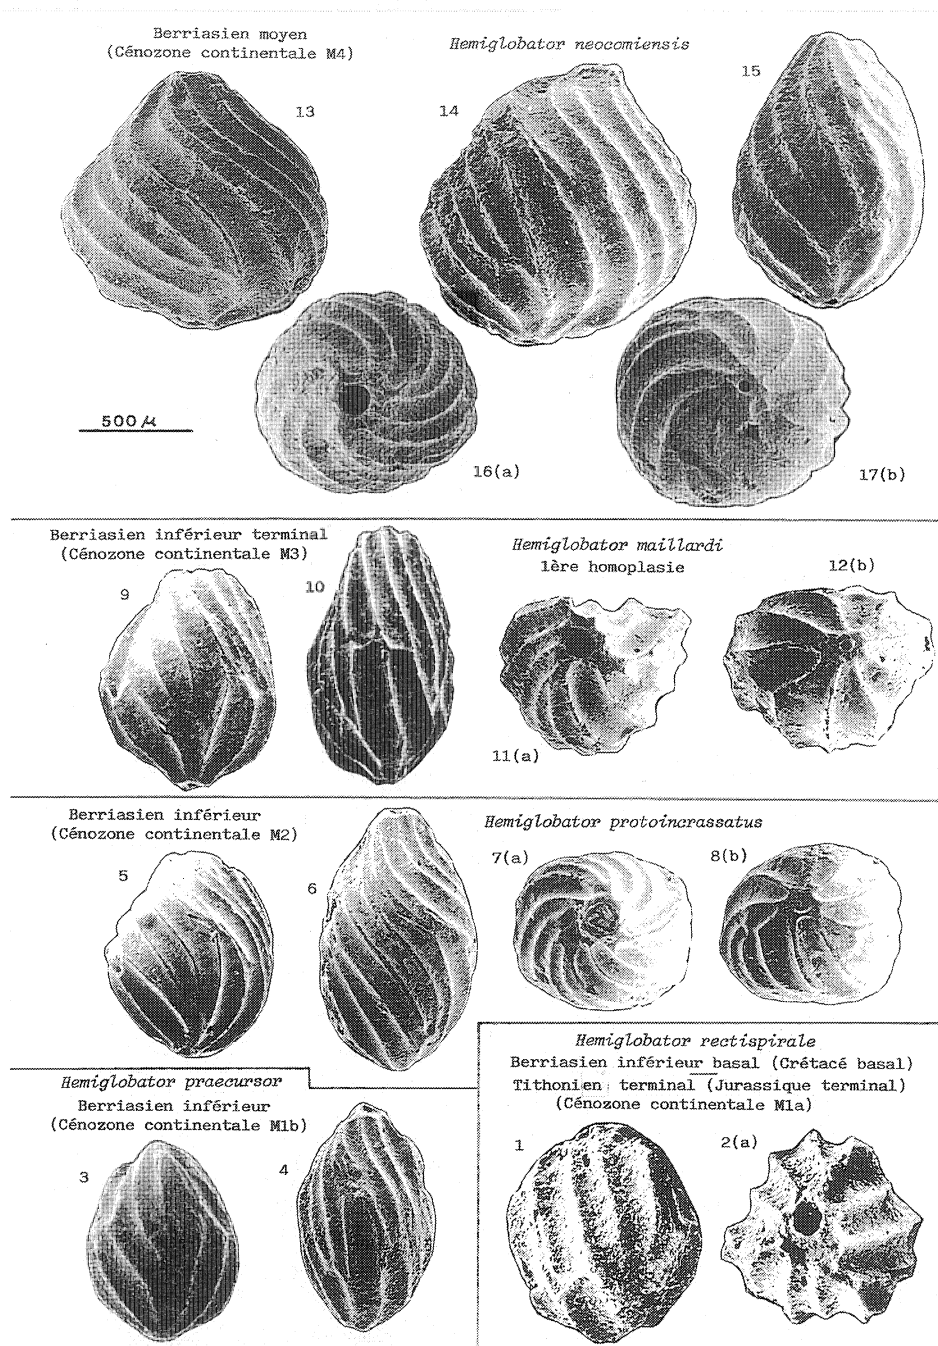 Berriasien moyen
(Cénozone continentale M4)
Hemiglobator neocomiensis
13
14
15
500 µ
16(a)
17(b)
Berriasien inférieur terminal
(Cénozone continentale M3)
Hemiglobator maillardi
1ère homoplasie
9
10
12(b)
11(a)
Berriasien inférieur
(Cénozone continentale M2)
Hemiglobator protoincrassatus
5
6
7(a)
8(b)
Hemiglobator rectispirale
Berriasien inférieur basal (Crétacé basal)
Tithonien terminal (Jurassique terminal)
(Cénozone continentale M1a)
Hemiglobator praecursor
Berriasien inférieur
(Cénozone continentale M1b)
3
4
1
2(a)